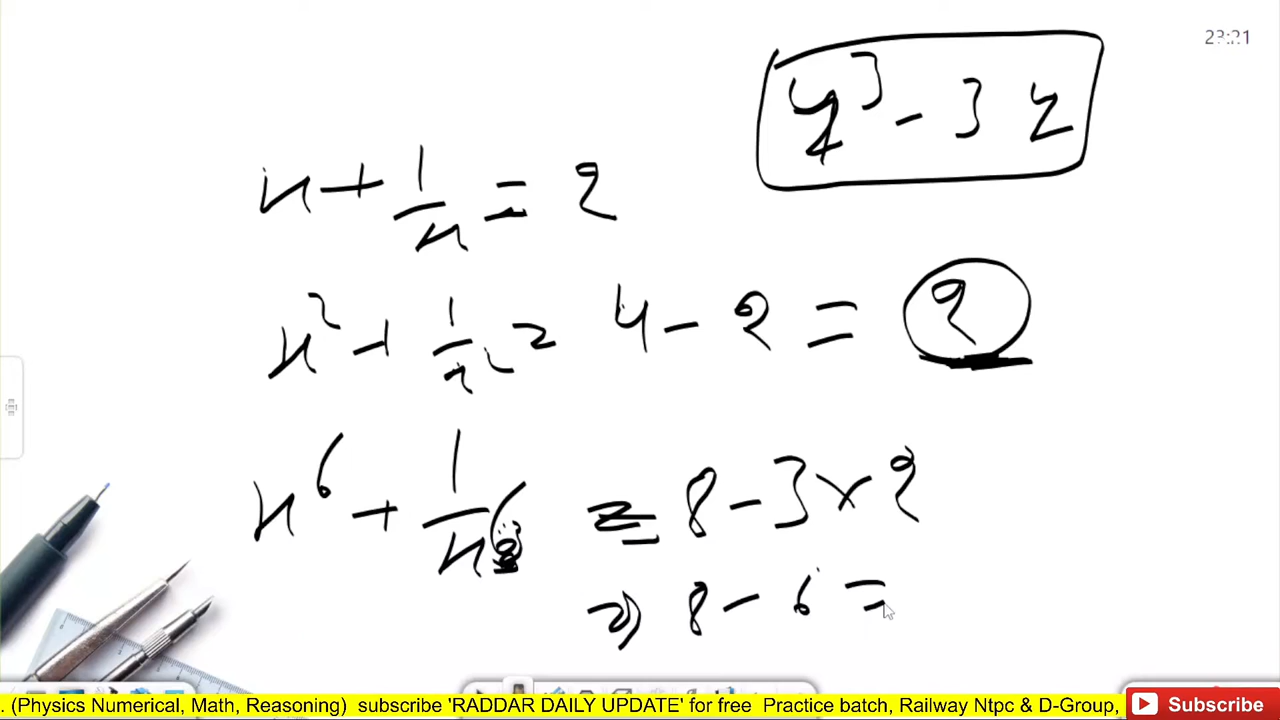 23:21
y³ - 3y
x + 1/x = 2
x² + 1/x² = 4 - 2 = 2
x⁶ + 1/x⁶ = 8 - 3 × 2
⇒ 8 - 6 =
. (Physics Numerical, Math, Reasoning) subscribe 'RADDAR DAILY UPDATE' for free Practice batch, Railway Ntpc & D-Group,
Subscribe